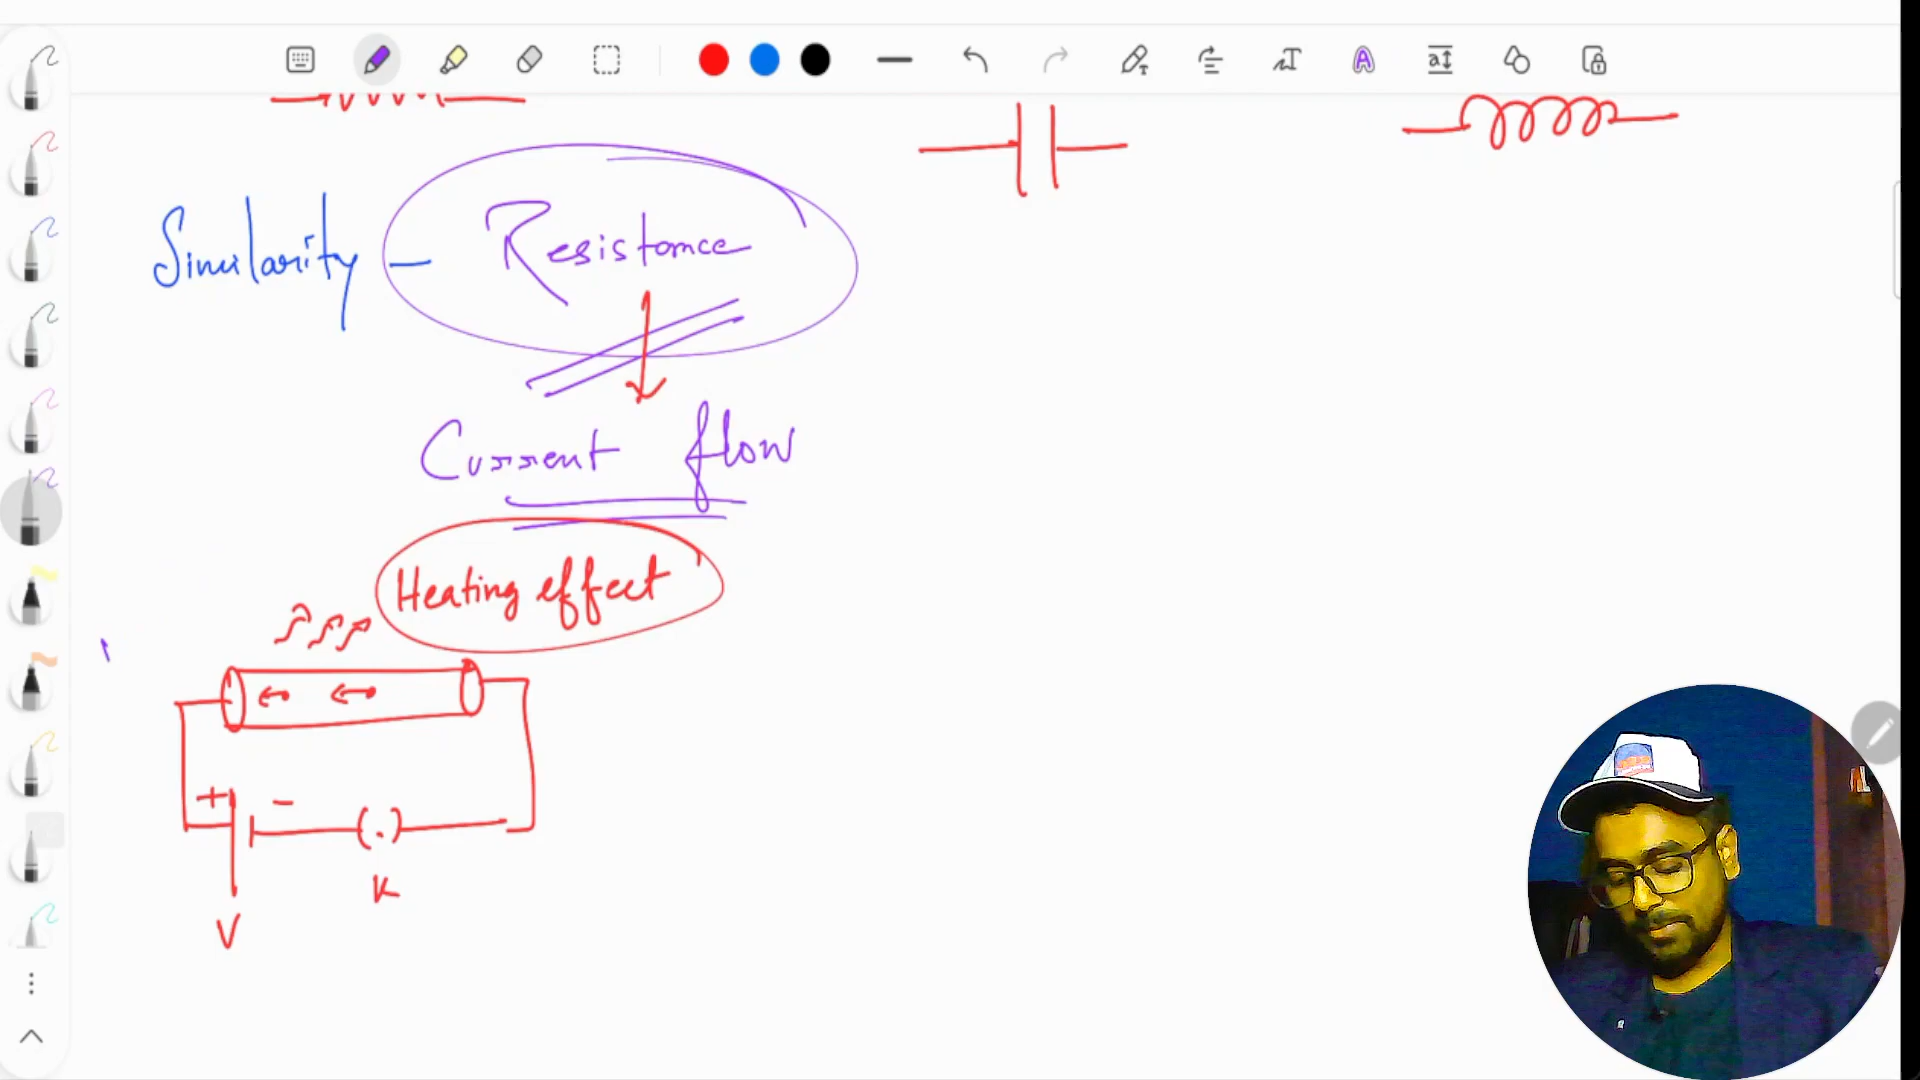 Similarity - Resistance
Current flow
Heating effect
+ -
K
V